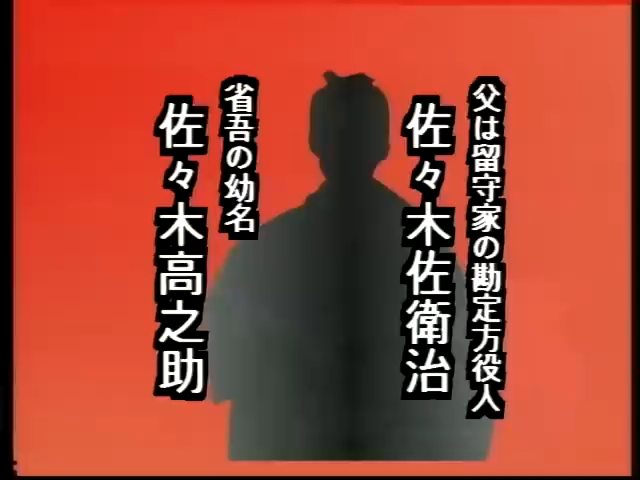 父は留守家の勘定方役人
佐々木佐衛治
省吾の幼名
佐々木高之助